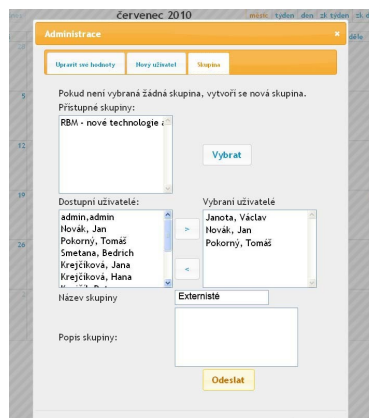 červenec 2010
měsíc týden den zk.týden zk.d
Administrace ×
Upravit své hodnoty Nový uživatel Skupina
5
12
19
26
Pokud není vybraná žádná skupina, vytvoří se nová skupina.
Přístupné skupiny:
RBM - nové technologie a
Vybrat
Dostupní uživatelé: Vybraní uživatelé
admin,admin
Novák, Jan
Pokorný, Tomáš
Smetana, Bedrich
Krejčíková, Jana
Krejčíková, Hana
>
<
Janota, Václav
Novák, Jan
Pokorný, Tomáš
Název skupiny Externisté
Popis skupiny:
Odeslat